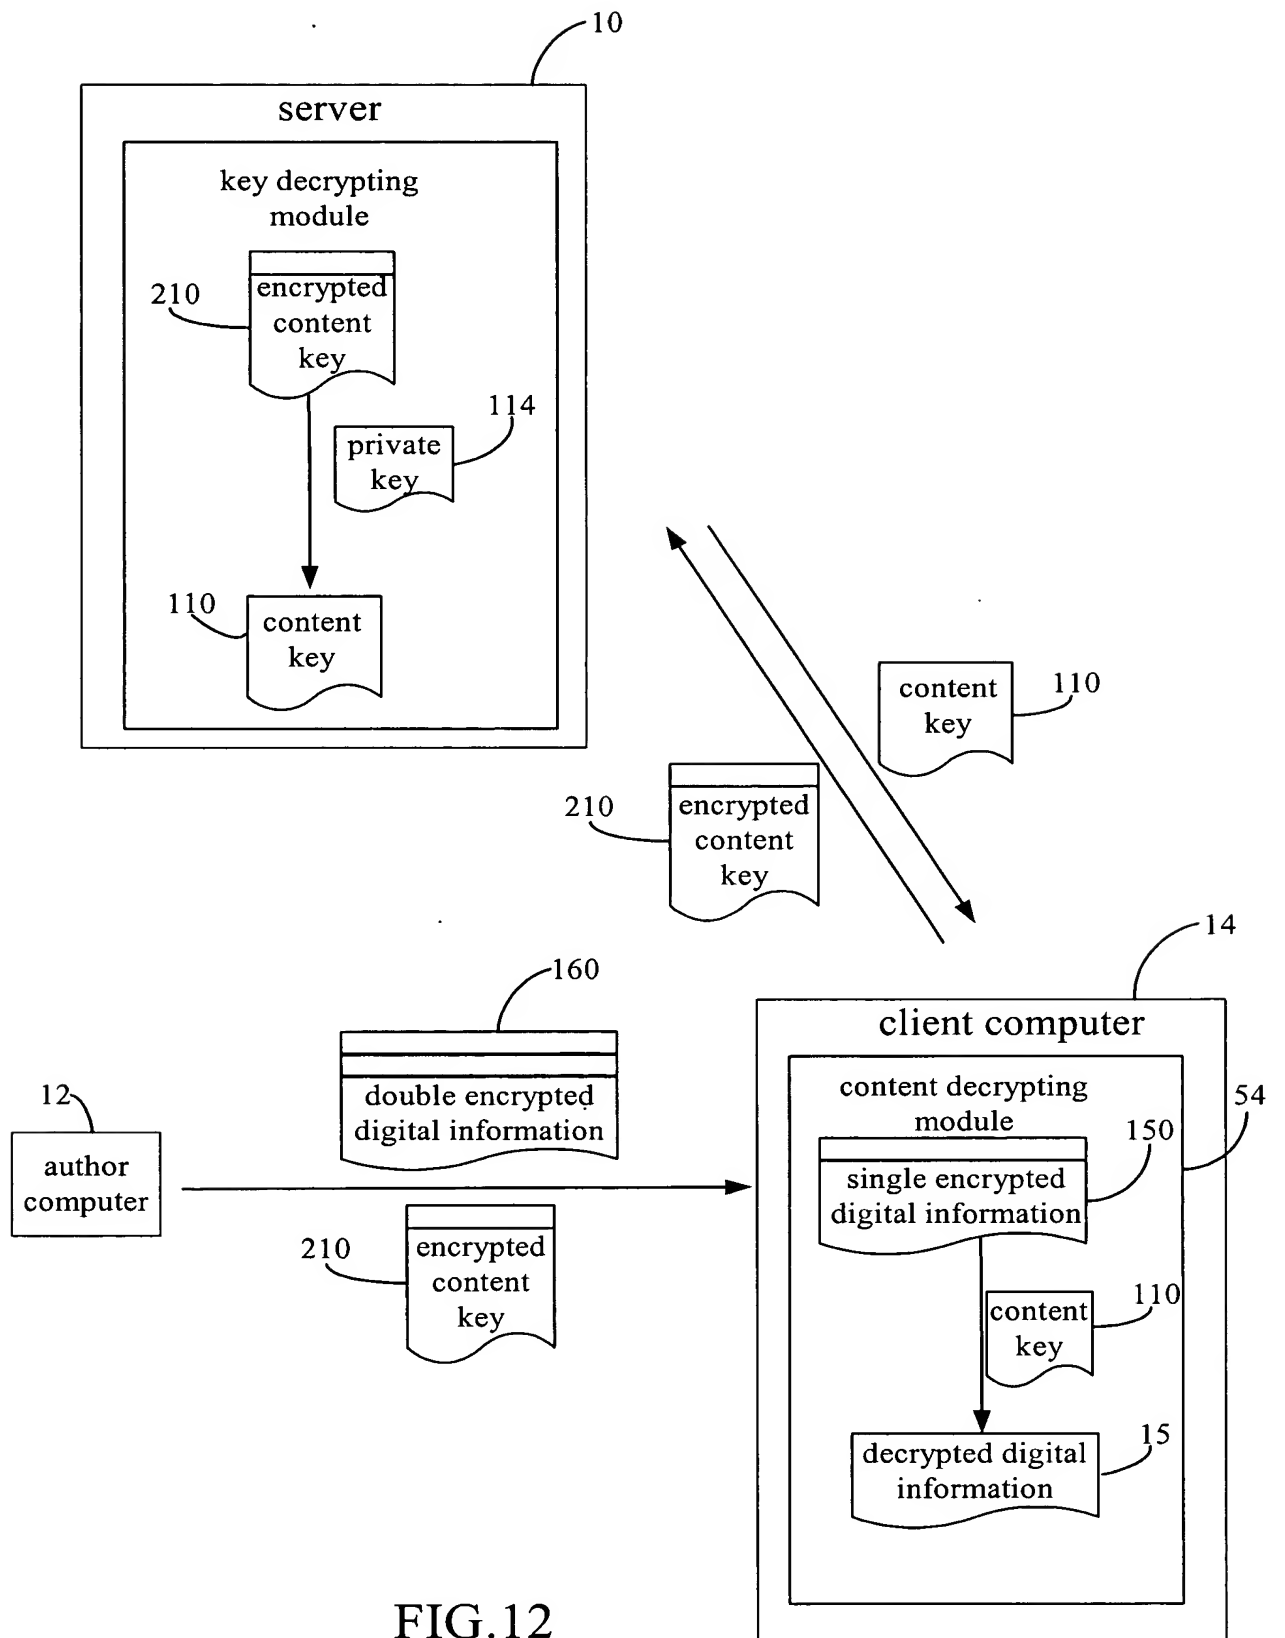 10
server
key decrypting
module
210
encrypted
content
key
114
private
key
110
content
key
content
key
110
210
encrypted
content
key
14
160
client computer
double encrypted
digital information
12
author
computer
content decrypting
module
54
150
single encrypted
digital information
210
encrypted
content
key
110
content
key
15
decrypted digital
information
FIG.12